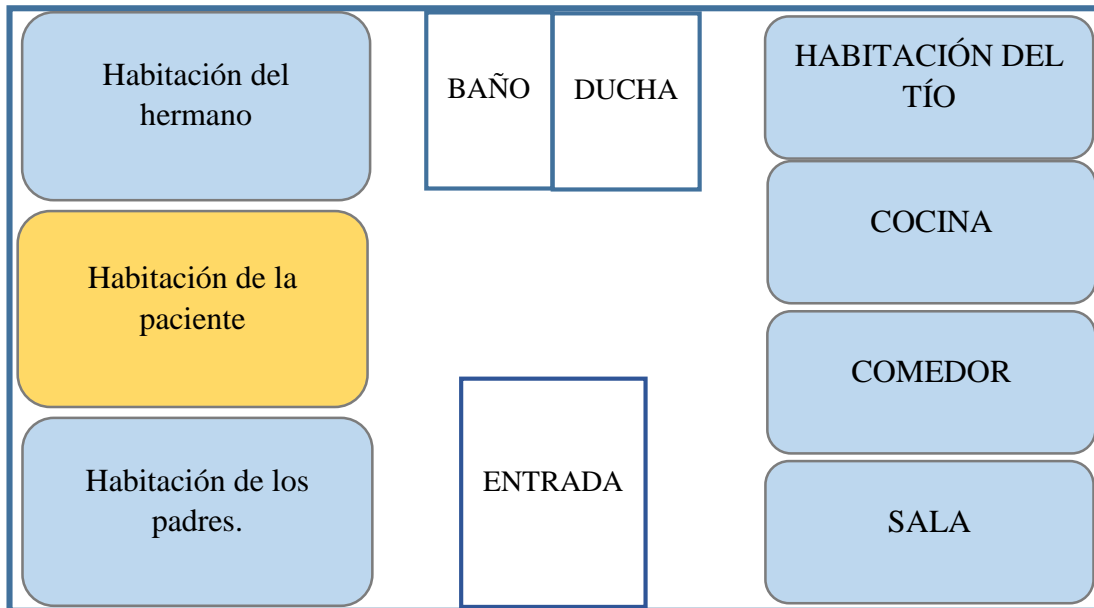 Habitación del
hermano
BAÑO
DUCHA
HABITACIÓN DEL
TÍO
Habitación de la
paciente
COCINA
COMEDOR
Habitación de los
padres.
ENTRADA
SALA